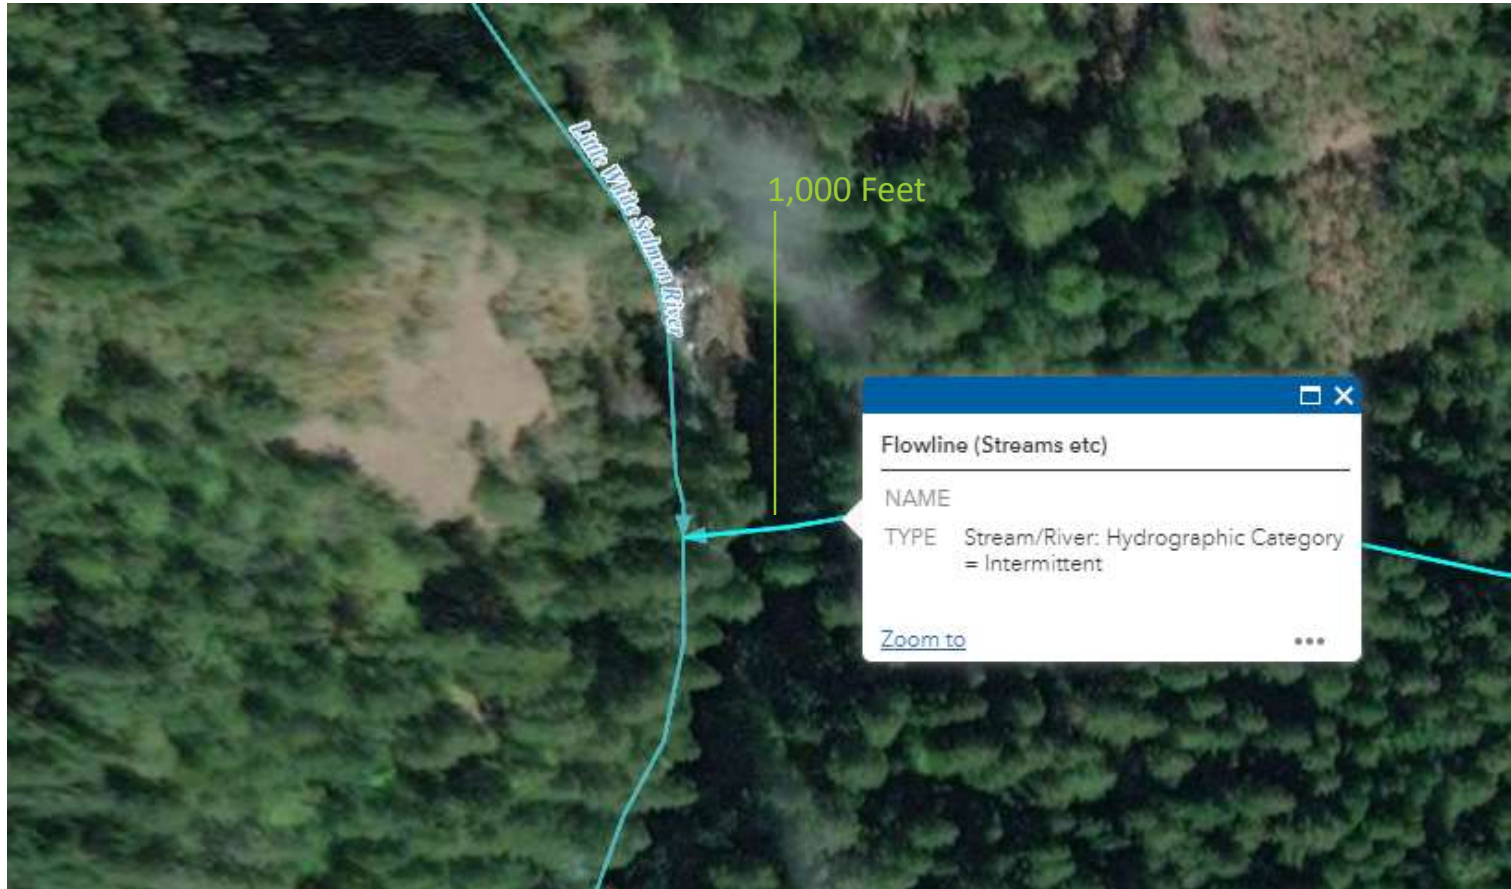 Little White Salmon River
1,000 Feet
Flowline (Streams etc)
NAME
TYPE Stream/River: Hydrographic Category
= Intermittent
Zoom to